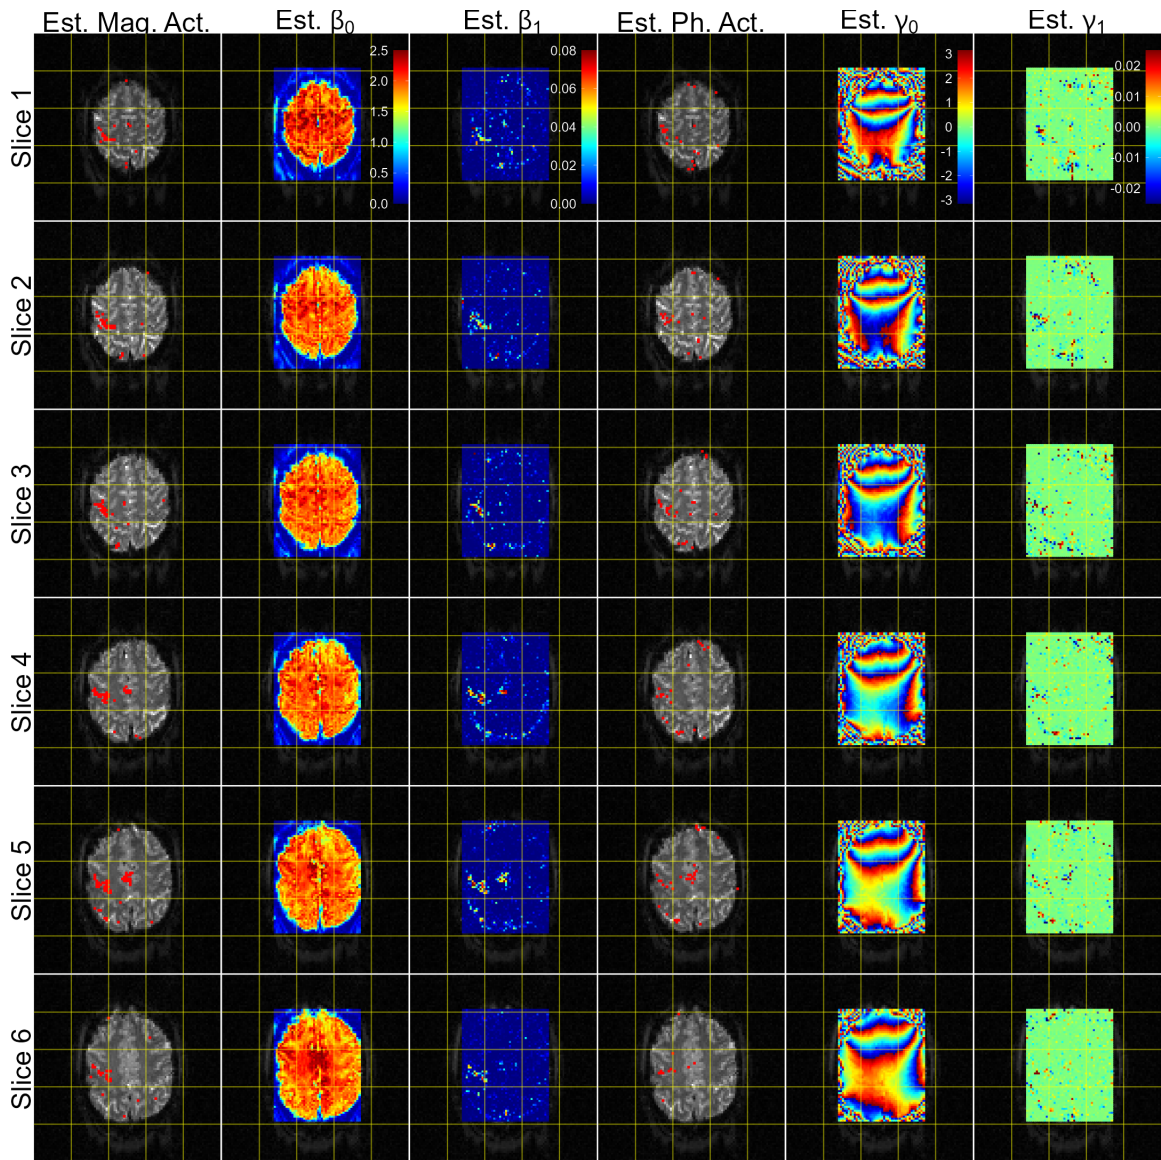 Est. Mag. Act. Est. β₀ Est. β₁ Est. Ph. Act. Est. γ₀ Est. γ₁
2.5 0.08 3 0.02
2.0 2
0.06 0.01
1.5 1
Slice 1 0.04 0 0.00
1.0 -1
0.02 -0.01
0.5 -2
-0.02
0.0 0.00 -3
Slice 2
Slice 3
Slice 4
Slice 5
Slice 6